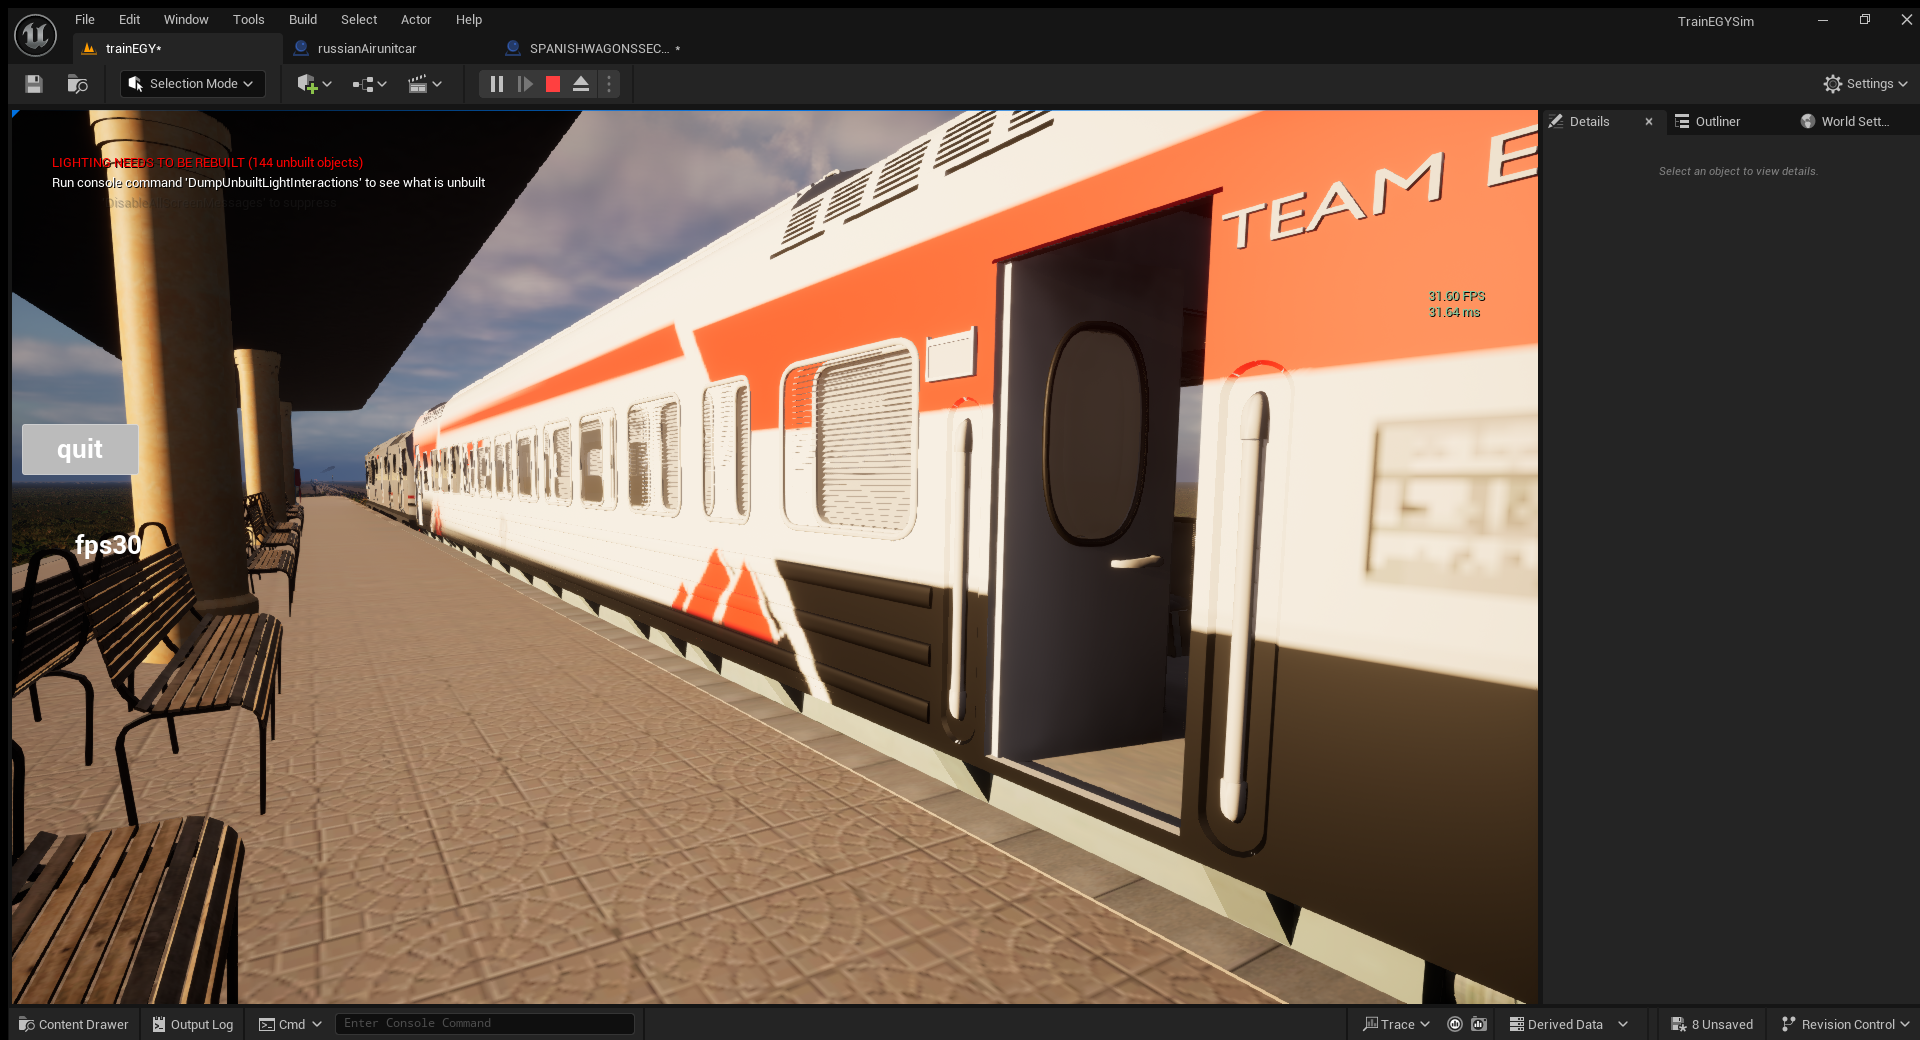 File Edit Window Tools Build Select Actor Help
TrainEGYSim
trainEGY*
russianAirunitcar
SPANISHWAGONSSEC... *
Selection Mode
Settings
Details
Outliner
World Sett...
LIGHTING NEEDS TO BE REBUILT (144 unbuilt objects)
Run console command 'DumpUnbuiltLightInteractions' to see what is unbuilt
to suppress
TEAM E
Select an object to view details.
31.60 FPS
31.64 ms
quit
fps30
Content Drawer
Output Log
Cmd
Enter Console Command
Trace
Derived Data
8 Unsaved
Revision Control